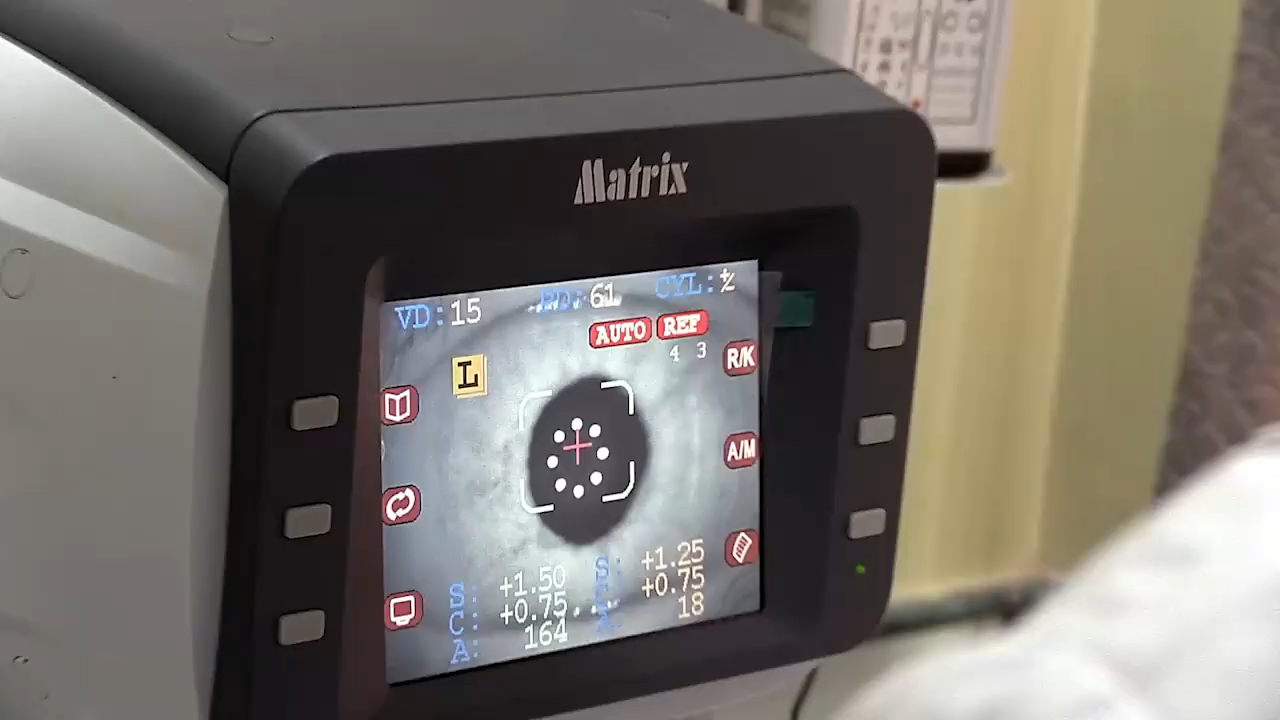 Matrix
VD:15 PD:61 CYL:±
AUTO REF
4 3
R/K
L
A/M
S: +1.50 S: +1.25
C: +0.75 +0.75
A: 164 18